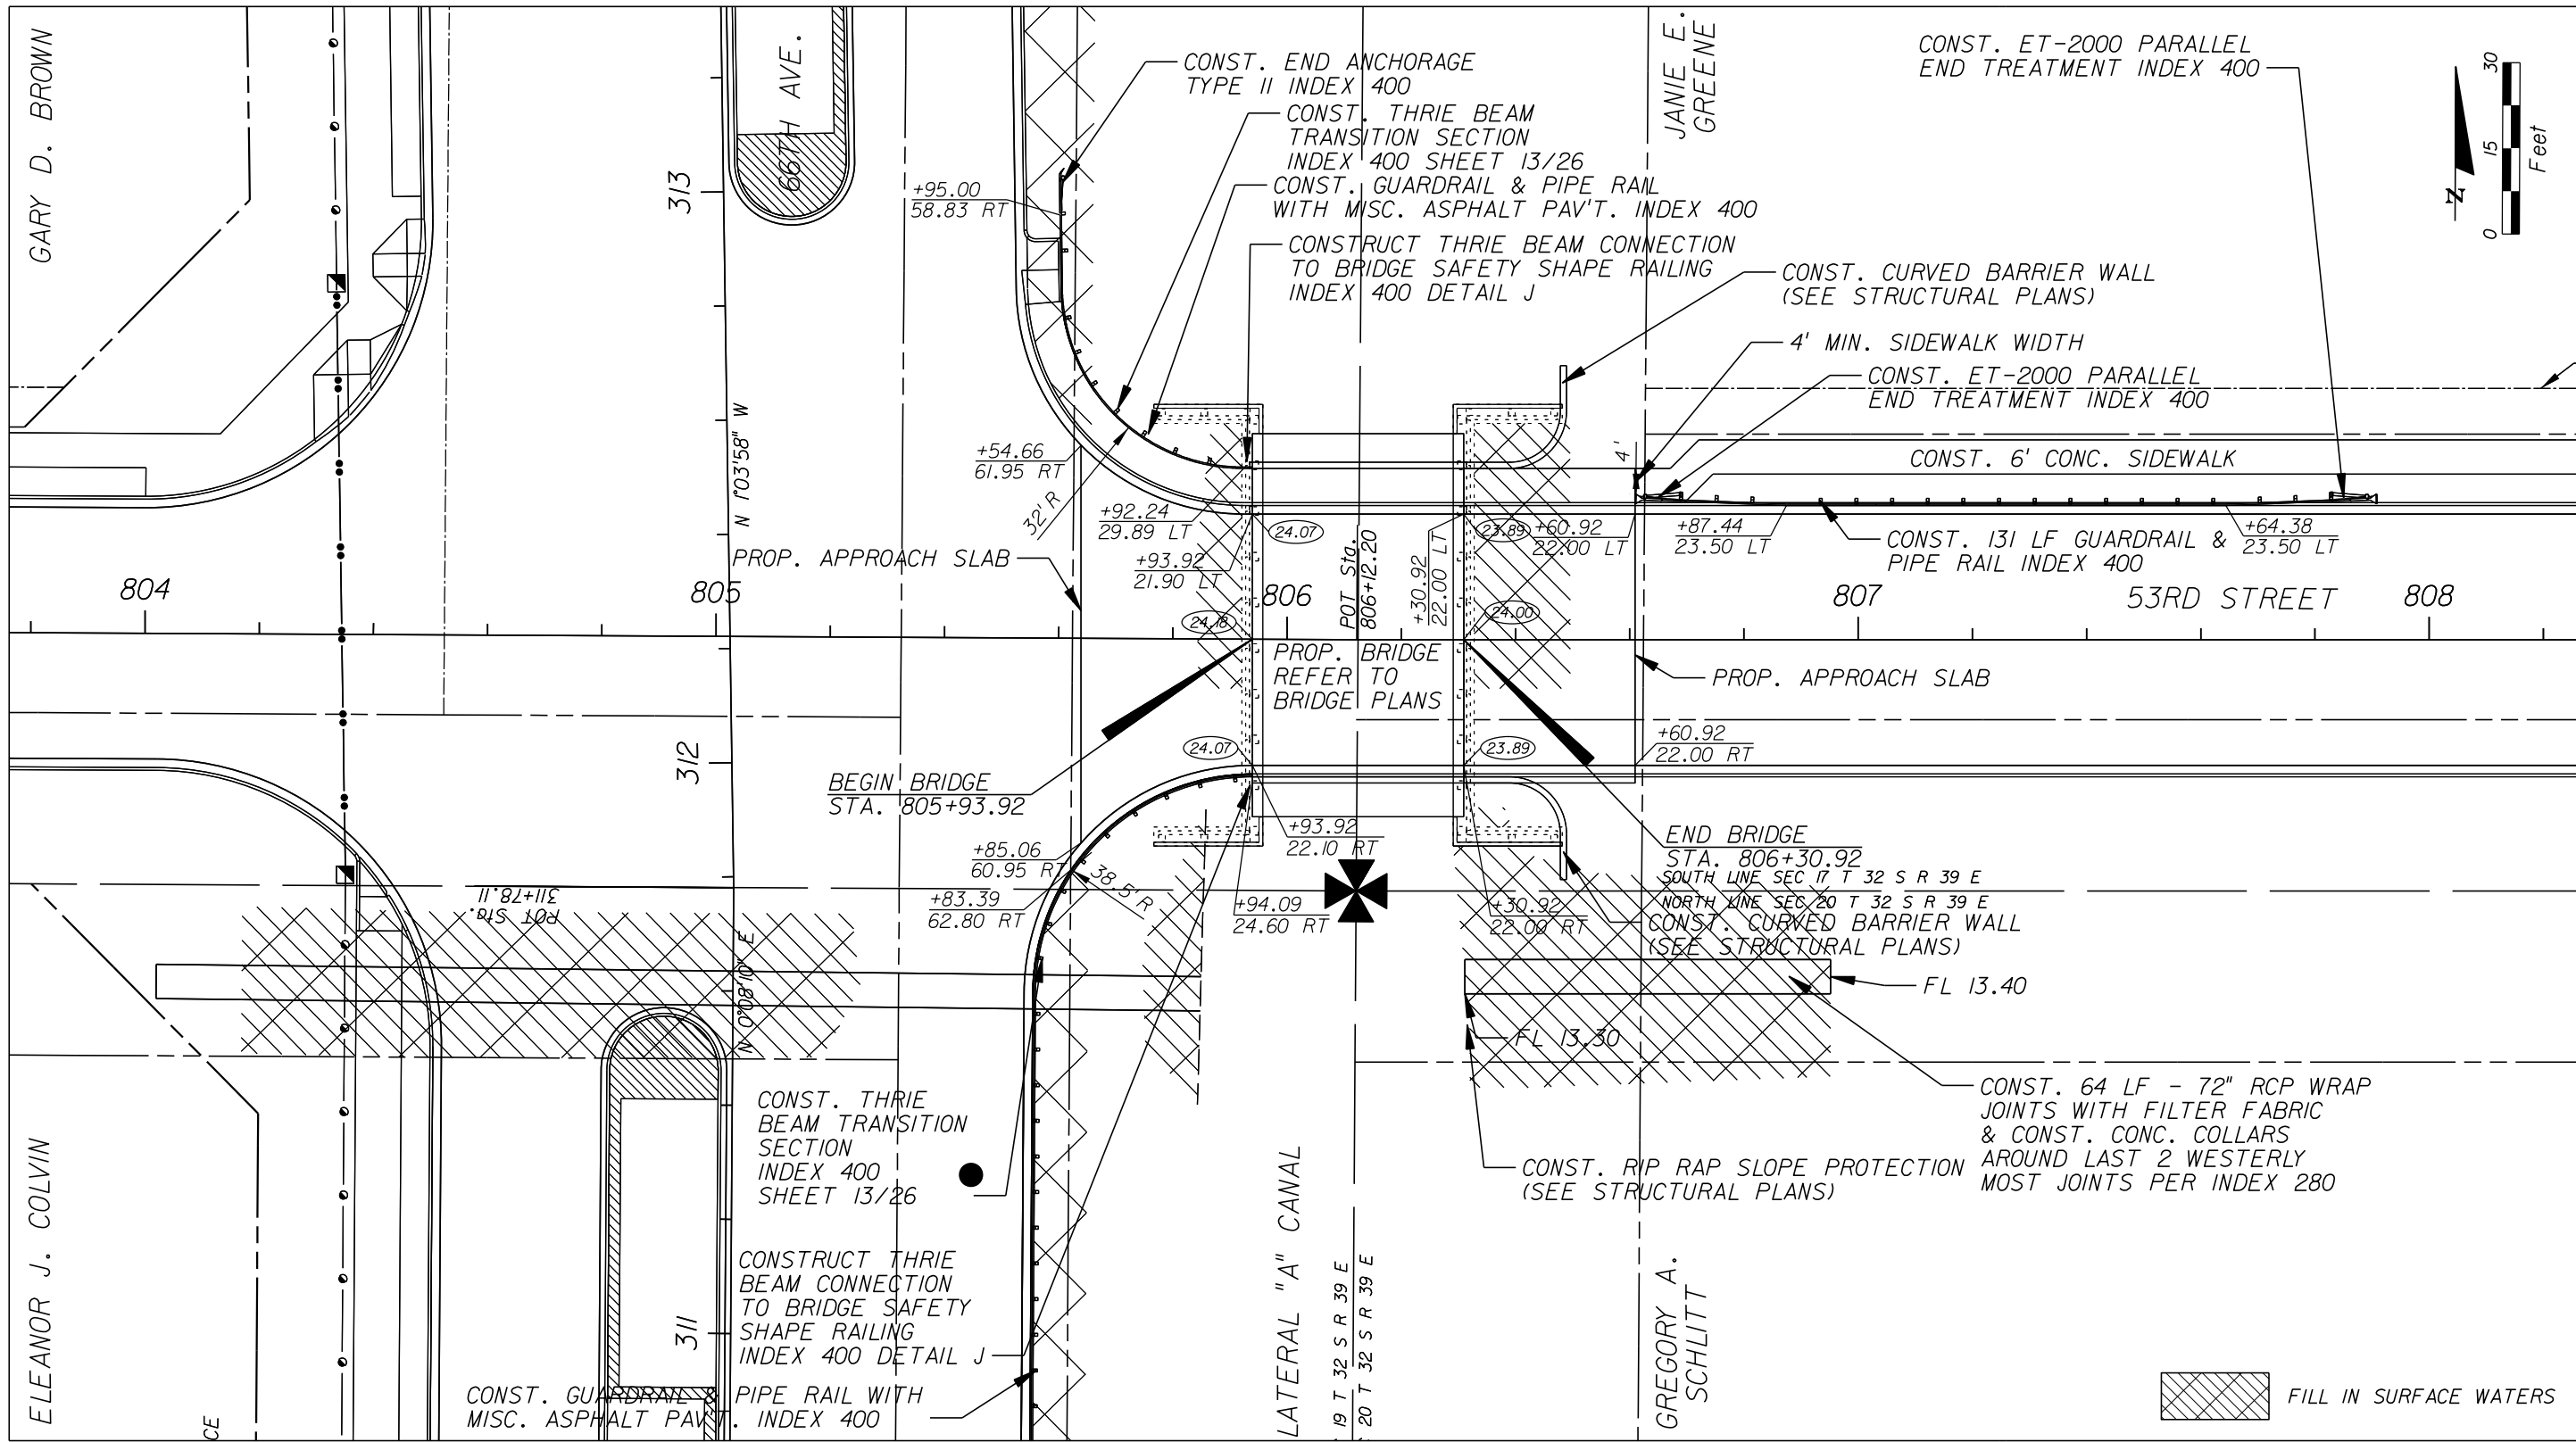 GARY D. BROWN
66TH AVE.
313
CONST. END ANCHORAGE
TYPE II INDEX 400
CONST. THRIE BEAM
TRANSITION SECTION
INDEX 400 SHEET 13/26
CONST. GUARDRAIL & PIPE RAIL
WITH MISC. ASPHALT PAV'T. INDEX 400
CONSTRUCT THRIE BEAM CONNECTION
TO BRIDGE SAFETY SHAPE RAILING
INDEX 400 DETAIL J
JANIE E.
GREENE
CONST. ET-2000 PARALLEL
END TREATMENT INDEX 400
N
0 15 30
Feet
CONST. CURVED BARRIER WALL
(SEE STRUCTURAL PLANS)
4' MIN. SIDEWALK WIDTH
CONST. ET-2000 PARALLEL
END TREATMENT INDEX 400
4'
CONST. 6' CONC. SIDEWALK
+95.00
58.83 RT
+54.66
61.95 RT
32' R
N 1°03'58" W
+92.24
29.89 LT
+93.92
21.90 LT
24.07
23.89
+60.92
22.00 LT
+87.44
23.50 LT
+64.38
23.50 LT
CONST. 131 LF GUARDRAIL &
PIPE RAIL INDEX 400
PROP. APPROACH SLAB
804
805
806
807
53RD STREET
808
POT Sta.
806+12.20
+30.92
22.00 LT
24.18
24.00
PROP. BRIDGE
REFER TO
BRIDGE PLANS
PROP. APPROACH SLAB
24.07
23.89
+60.92
22.00 RT
312
BEGIN BRIDGE
STA. 805+93.92
END BRIDGE
STA. 806+30.92
+93.92
22.10 RT
+85.06
60.95 RT
38.5' R
+83.39
62.80 RT
+94.09
24.60 RT
+30.92
22.00 RT
SOUTH LINE SEC 17 T 32 S R 39 E
NORTH LINE SEC 20 T 32 S R 39 E
CONST. CURVED BARRIER WALL
(SEE STRUCTURAL PLANS)
POT Sta.
311+78.11
N 0°08'10" E
FL 13.40
FL 13.30
CONST. 64 LF - 72" RCP WRAP
JOINTS WITH FILTER FABRIC
& CONST. CONC. COLLARS
AROUND LAST 2 WESTERLY
MOST JOINTS PER INDEX 280
CONST. RIP RAP SLOPE PROTECTION
(SEE STRUCTURAL PLANS)
CONST. THRIE
BEAM TRANSITION
SECTION
INDEX 400
SHEET 13/26
CONSTRUCT THRIE
BEAM CONNECTION
TO BRIDGE SAFETY
SHAPE RAILING
INDEX 400 DETAIL J
311
CONST. GUARDRAIL & PIPE RAIL WITH
MISC. ASPHALT PAV'T. INDEX 400
ELEANOR J. COLVIN
CE
LATERAL "A" CANAL
19 T 32 S R 39 E
20 T 32 S R 39 E
GREGORY A.
SCHLITT
FILL IN SURFACE WATERS